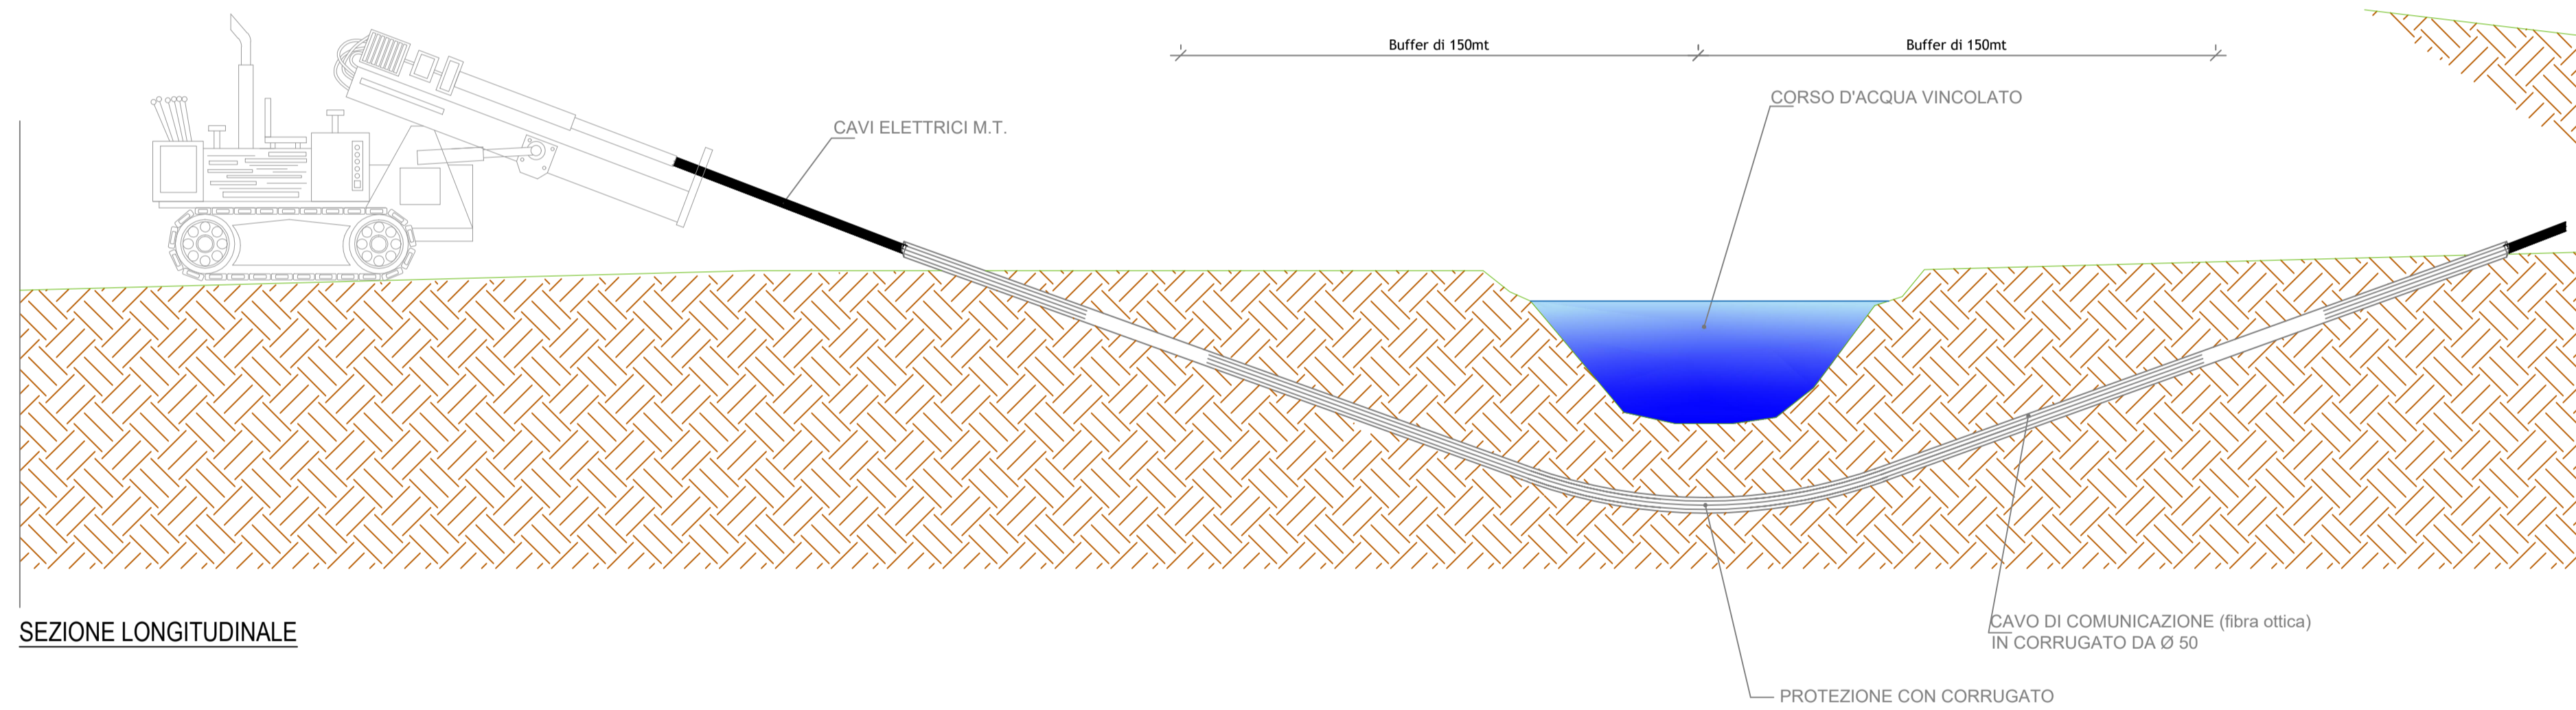 Buffer di 150mt
Buffer di 150mt
CORSO D'ACQUA VINCOLATO
CAVI ELETTRICI M.T.
SEZIONE LONGITUDINALE
CAVO DI COMUNICAZIONE (fibra ottica)
IN CORRUGATO DA Ø 50
PROTEZIONE CON CORRUGATO